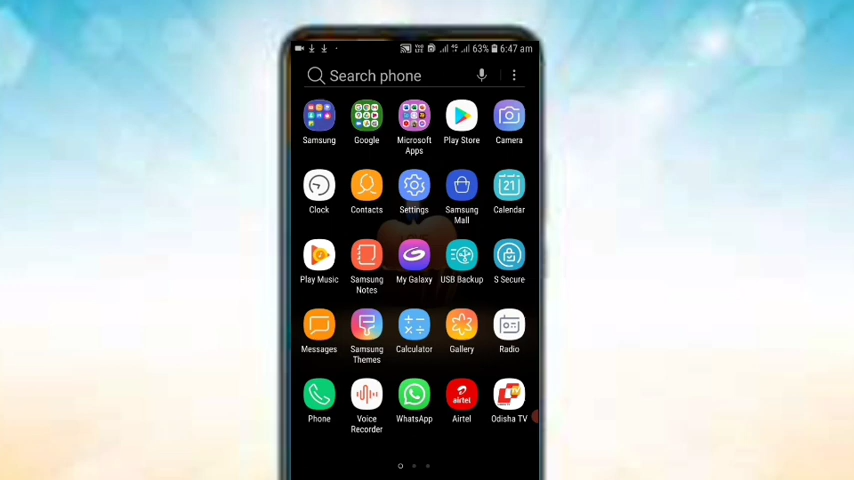 63% 6:47 am
Search phone
Samsung Google Microsoft Apps Play Store Camera
Clock Contacts Settings Samsung Mall Calendar
21
Play Music Samsung Notes My Galaxy USB Backup S Secure
Messages Samsung Themes Calculator Gallery Radio
airtel
Phone Voice Recorder WhatsApp Airtel Odisha TV